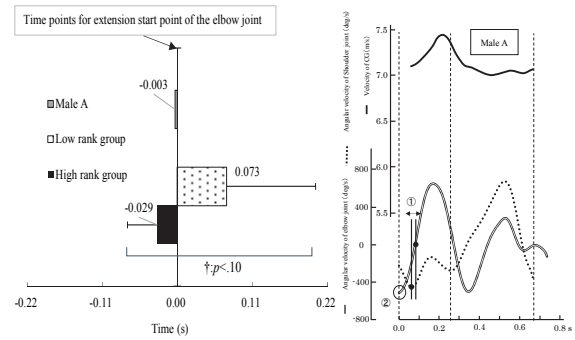 Time points for extension start point of the elbow joint
-0.003
Male A
Low rank group
High rank group
0.073
-0.029
†:p<.10
-0.22
-0.11
0.00
0.11
0.22
Time (s)
Angular velocity of elbow joint (deg/s)
Angular velocity of Shoulder joint (deg/s)
Velocity of CG(m/s)
Male A
7.5
7.0
6.5
6.0
5.5
800
400
0
-400
-800
①
②
0.0
0.2
0.4
0.6
0.8 s